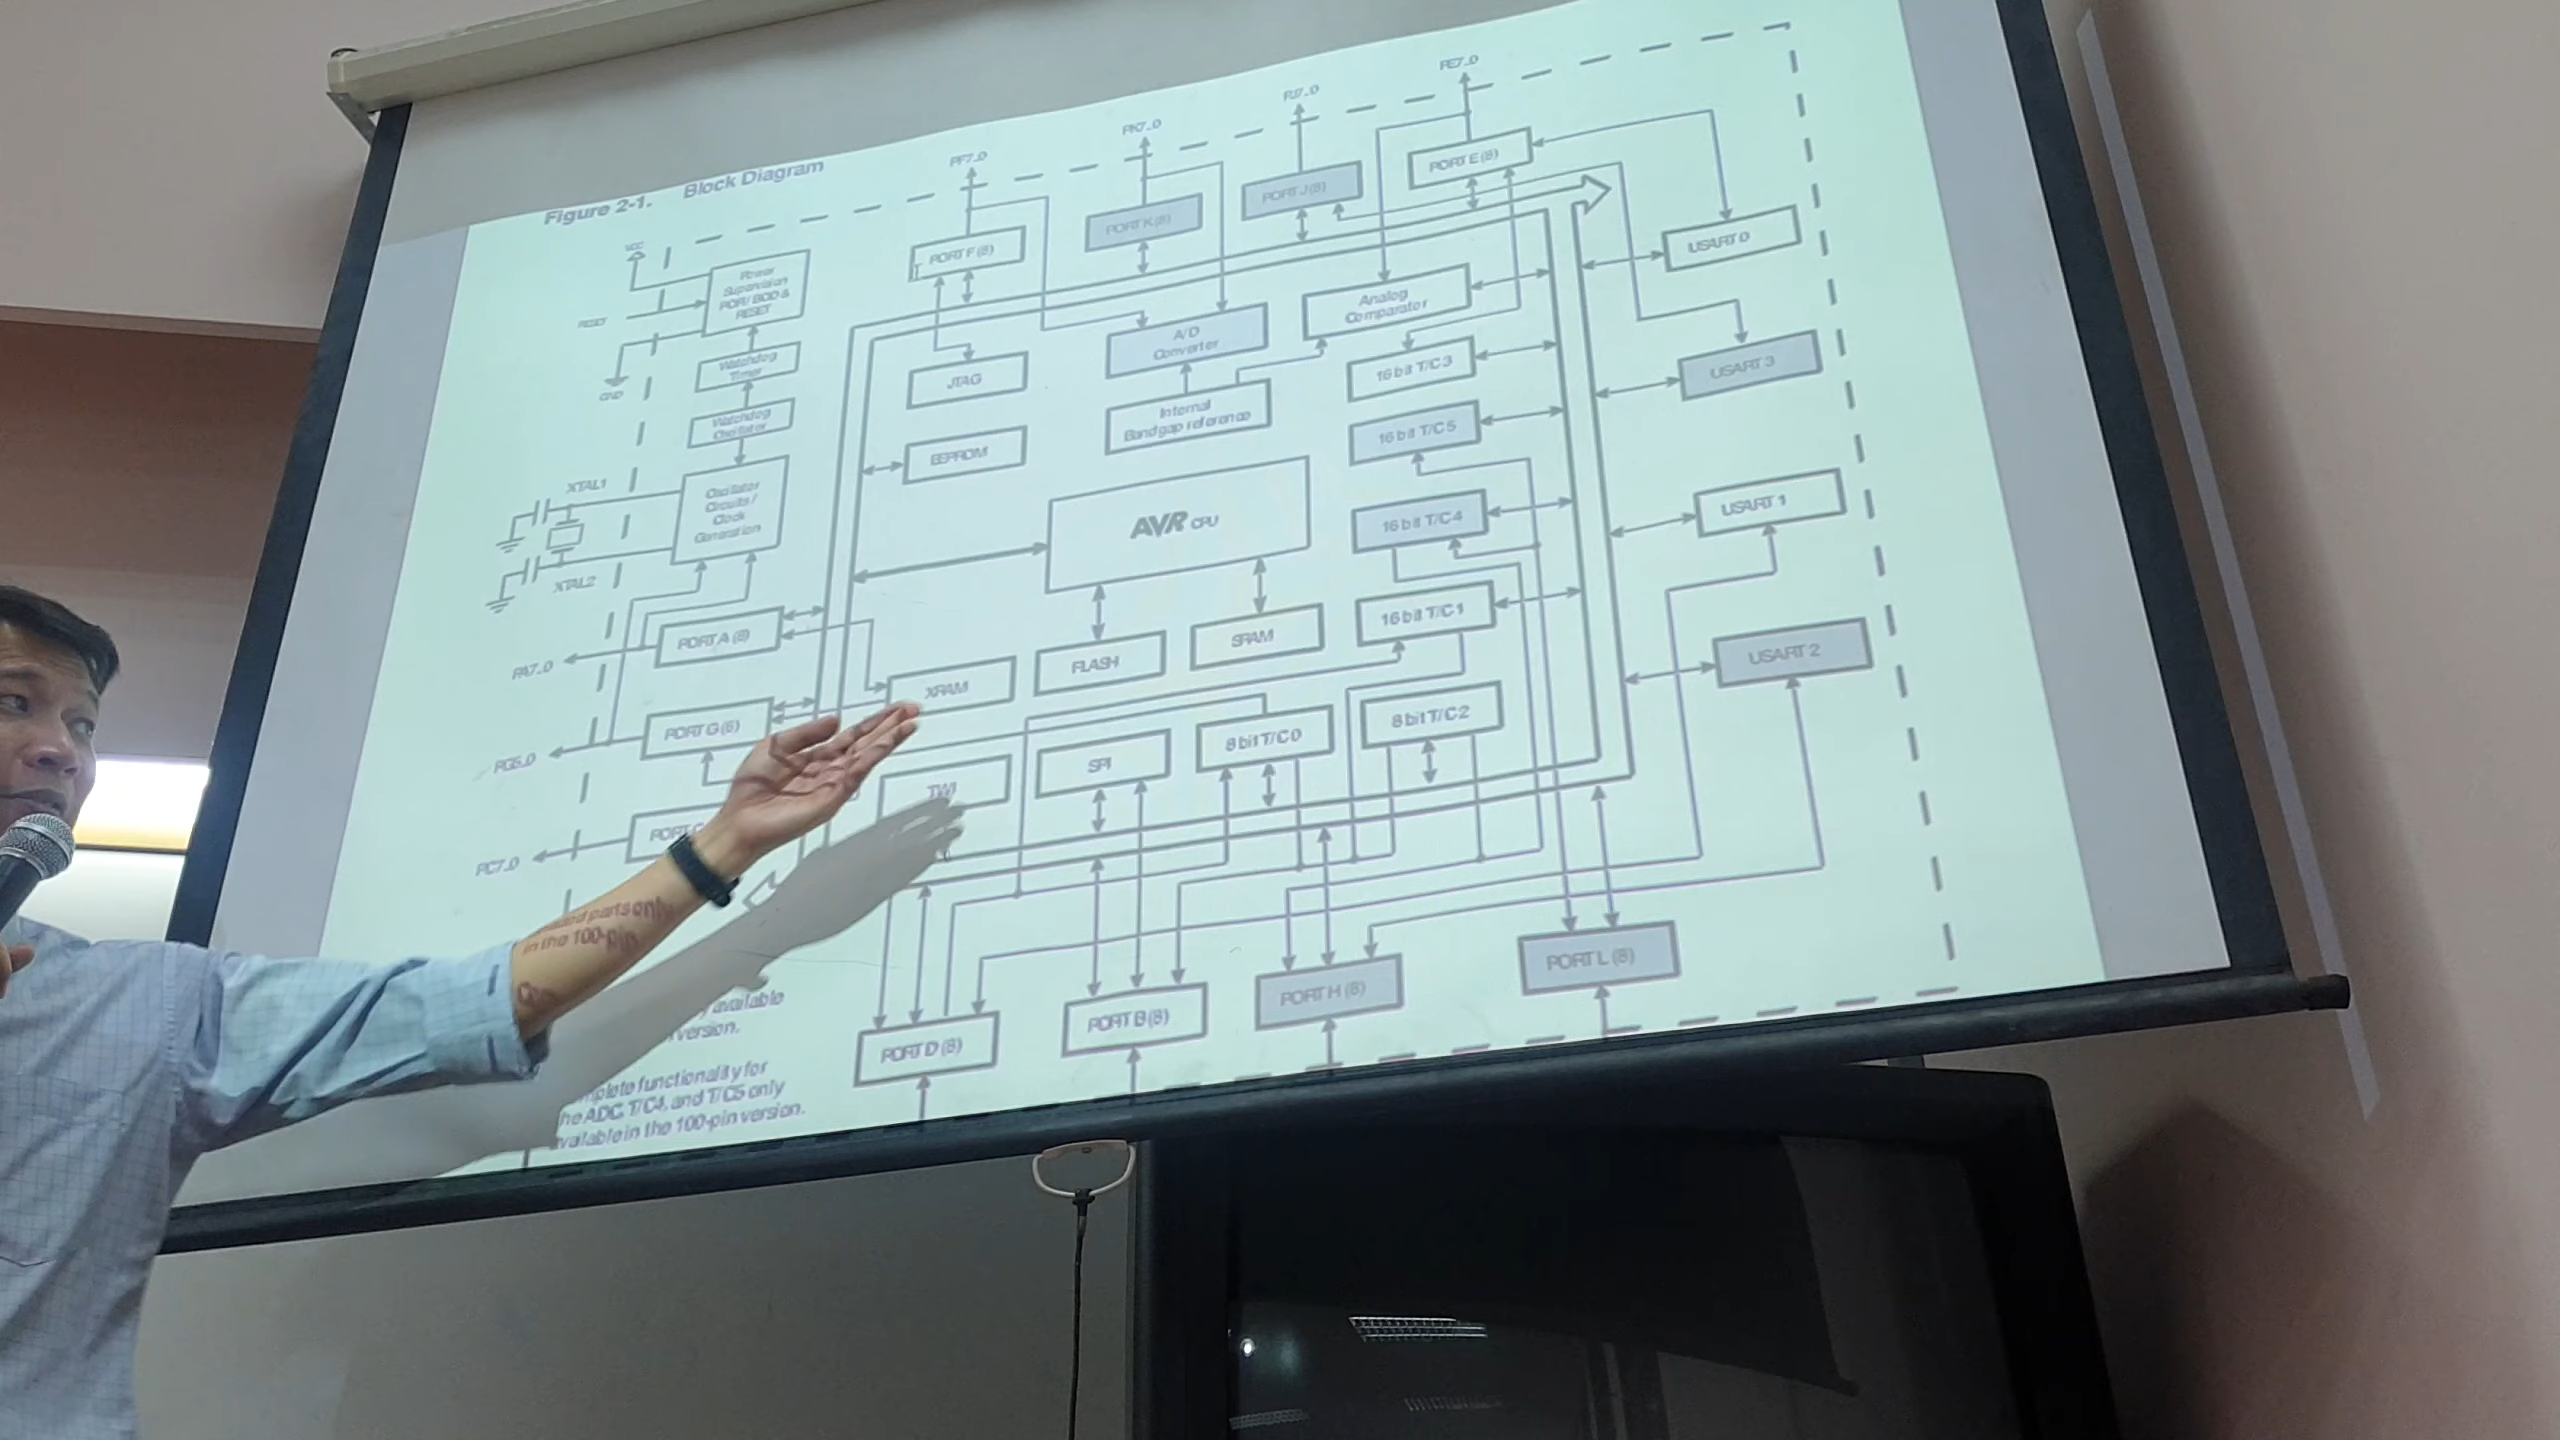 Figure 2-1. Block Diagram
PF7..0
PK7..0
PJ7..0
PE7..0
VCC
RESET
GND
Power
Supervision
POR / BOD &
RESET
Watchdog
Timer
Watchdog
Oscillator
XTAL1
XTAL2
Oscillator
Circuits /
Clock
Generation
PORT F (8)
PORT K (8)
PORT J (8)
PORT E (8)
JTAG
EEPROM
A/D
Converter
Internal
Bandgap reference
Analog
Comparator
16 bit T/C3
16 bit T/C5
16 bit T/C4
16 bit T/C1
USART 0
USART 3
USART 1
USART 2
AVR CPU
FLASH
SRAM
XRAM
PA7..0
PORT A (8)
PG5..0
PORT G (6)
PC7..0
PORT C
TWI
SPI
8 bit T/C0
8 bit T/C2
PORT D (8)
PORT B (8)
PORT H (8)
PORT L (8)
parts only
in the 100-pin
available
version.
functionality for
ADC, T/C4, and T/C5 only
in the 100-pin version.